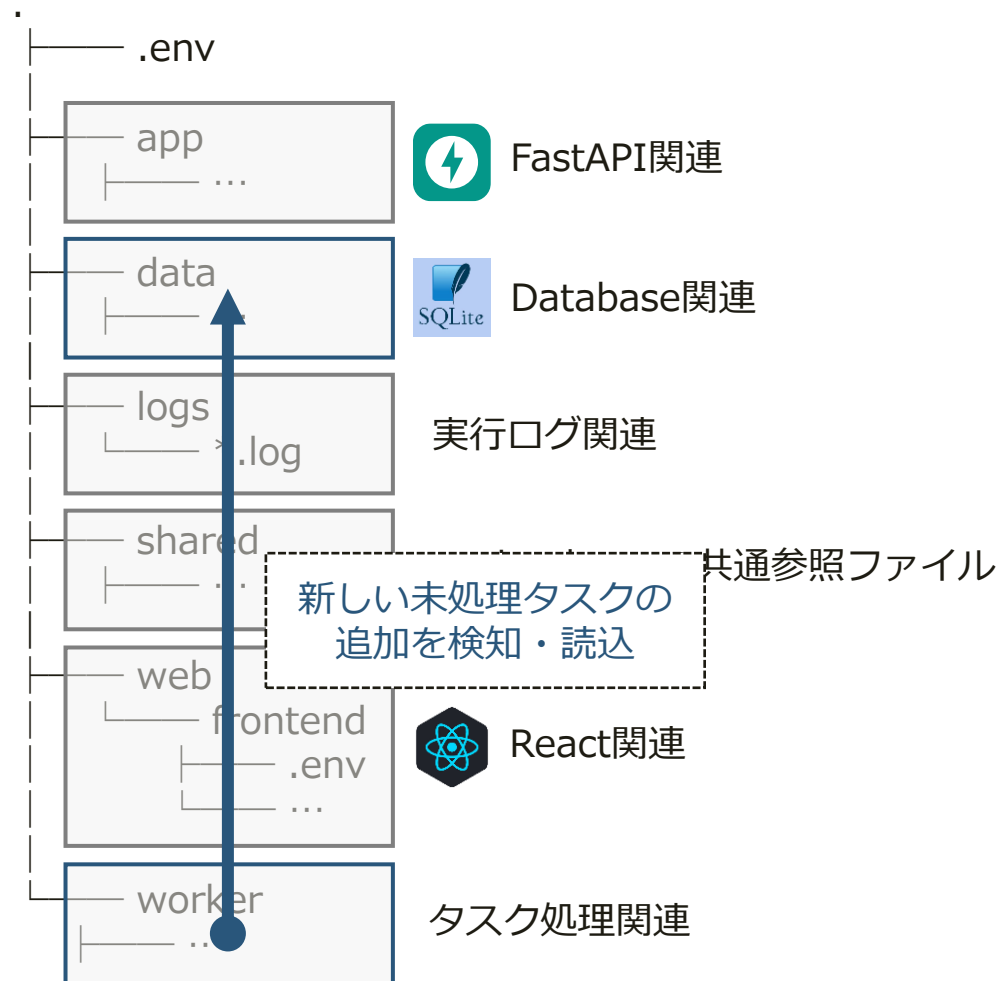 .
.env
app
…
FastAPI関連
data
SQLite
Database関連
logs
*.log
実行ログ関連
shared
…
共通参照ファイル
新しい未処理タスクの
追加を検知・読込
web
frontend
.env
…
React関連
worker
タスク処理関連